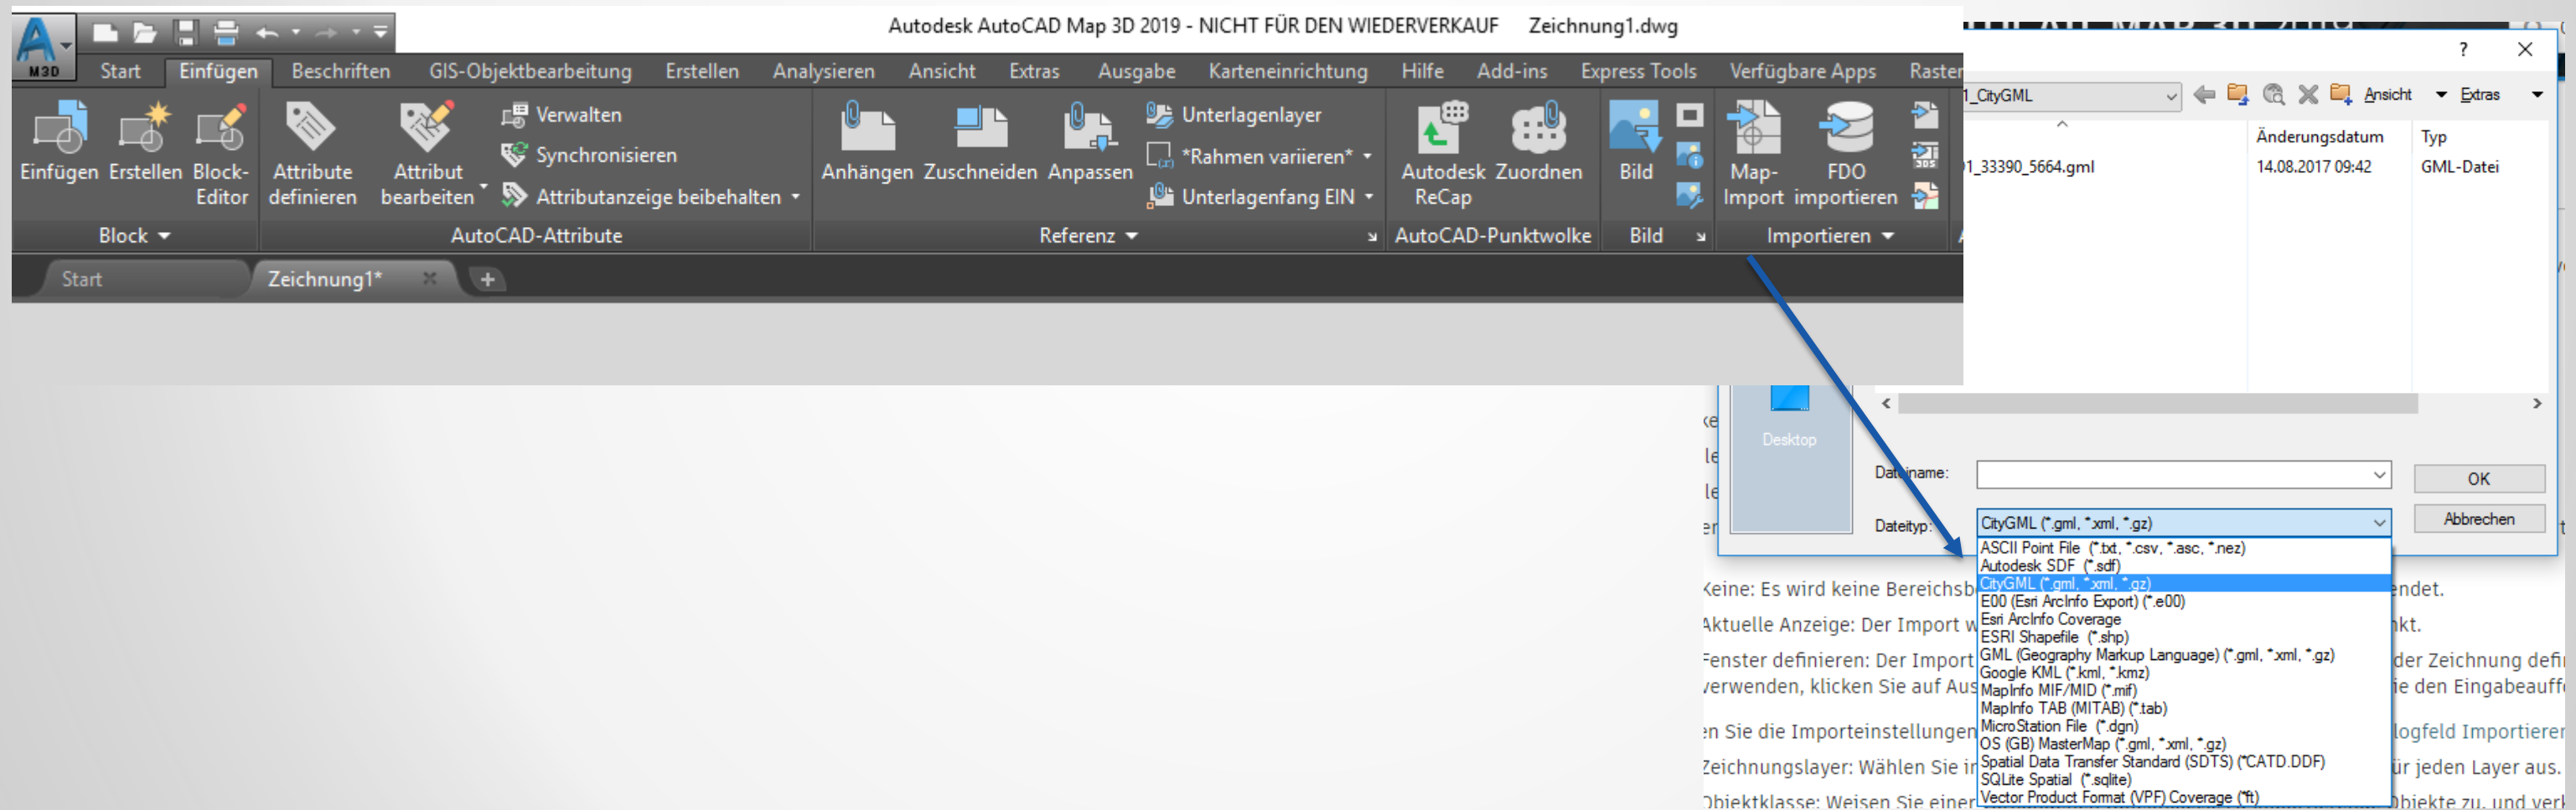 Autodesk AutoCAD Map 3D 2019 - NICHT FÜR DEN WIEDERVERKAUF Zeichnung1.dwg
M3D
Start Einfügen Beschriften GIS-Objektbearbeitung Erstellen Analysieren Ansicht Extras Ausgabe Karteneinrichtung Hilfe Add-ins Express Tools Verfügbare Apps Raster
Einfügen Erstellen Block-
Editor
Attribute
definieren
Attribut
bearbeiten
Verwalten
Synchronisieren
Attributanzeige beibehalten
Anhängen Zuschneiden Anpassen
Unterlagenlayer
*Rahmen variieren*
Unterlagenfang EIN
Autodesk
ReCap
Zuordnen
Bild
Map-
Import
FDO
importieren
Block AutoCAD-Attribute Referenz AutoCAD-Punktwolke Bild Importieren
Start Zeichnung1* +
? ×
1_CityGML Ansicht Extras
Änderungsdatum Typ
1_33390_5664.gml 14.08.2017 09:42 GML-Datei
Desktop
Dateiname: OK
Dateityp: CityGML (*.gml, *.xml, *.gz) Abbrechen
ASCII Point File (*.txt, *.csv, *.asc, *.nez)
Autodesk SDF (*.sdf)
CityGML (*.gml, *.xml, *.gz)
E00 (Esri ArcInfo Export) (*.e00)
Esri ArcInfo Coverage
ESRI Shapefile (*.shp)
GML (Geography Markup Language) (*.gml, *.xml, *.gz)
Google KML (*.kml, *.kmz)
MapInfo MIF/MID (*.mif)
MapInfo TAB (MITAB) (*.tab)
MicroStation File (*.dgn)
OS (GB) MasterMap (*.gml, *.xml, *.gz)
Spatial Data Transfer Standard (SDTS) (*CATD.DDF)
SQLite Spatial (*.sqlite)
Vector Product Format (VPF) Coverage (*ft)
Keine: Es wird keine endet.
Aktuelle Anzeige: Der Import nkt.
Fenster definieren: Der Import der Zeichnung defi
verwenden, klicken Sie auf ie den Eingabeauff
en Sie die Importeinstellungen logfeld Importieren
Zeichnungslayer: Wählen Sie ür jeden Layer aus.
Objektklasse: Weisen Sie einer Objekte zu, und